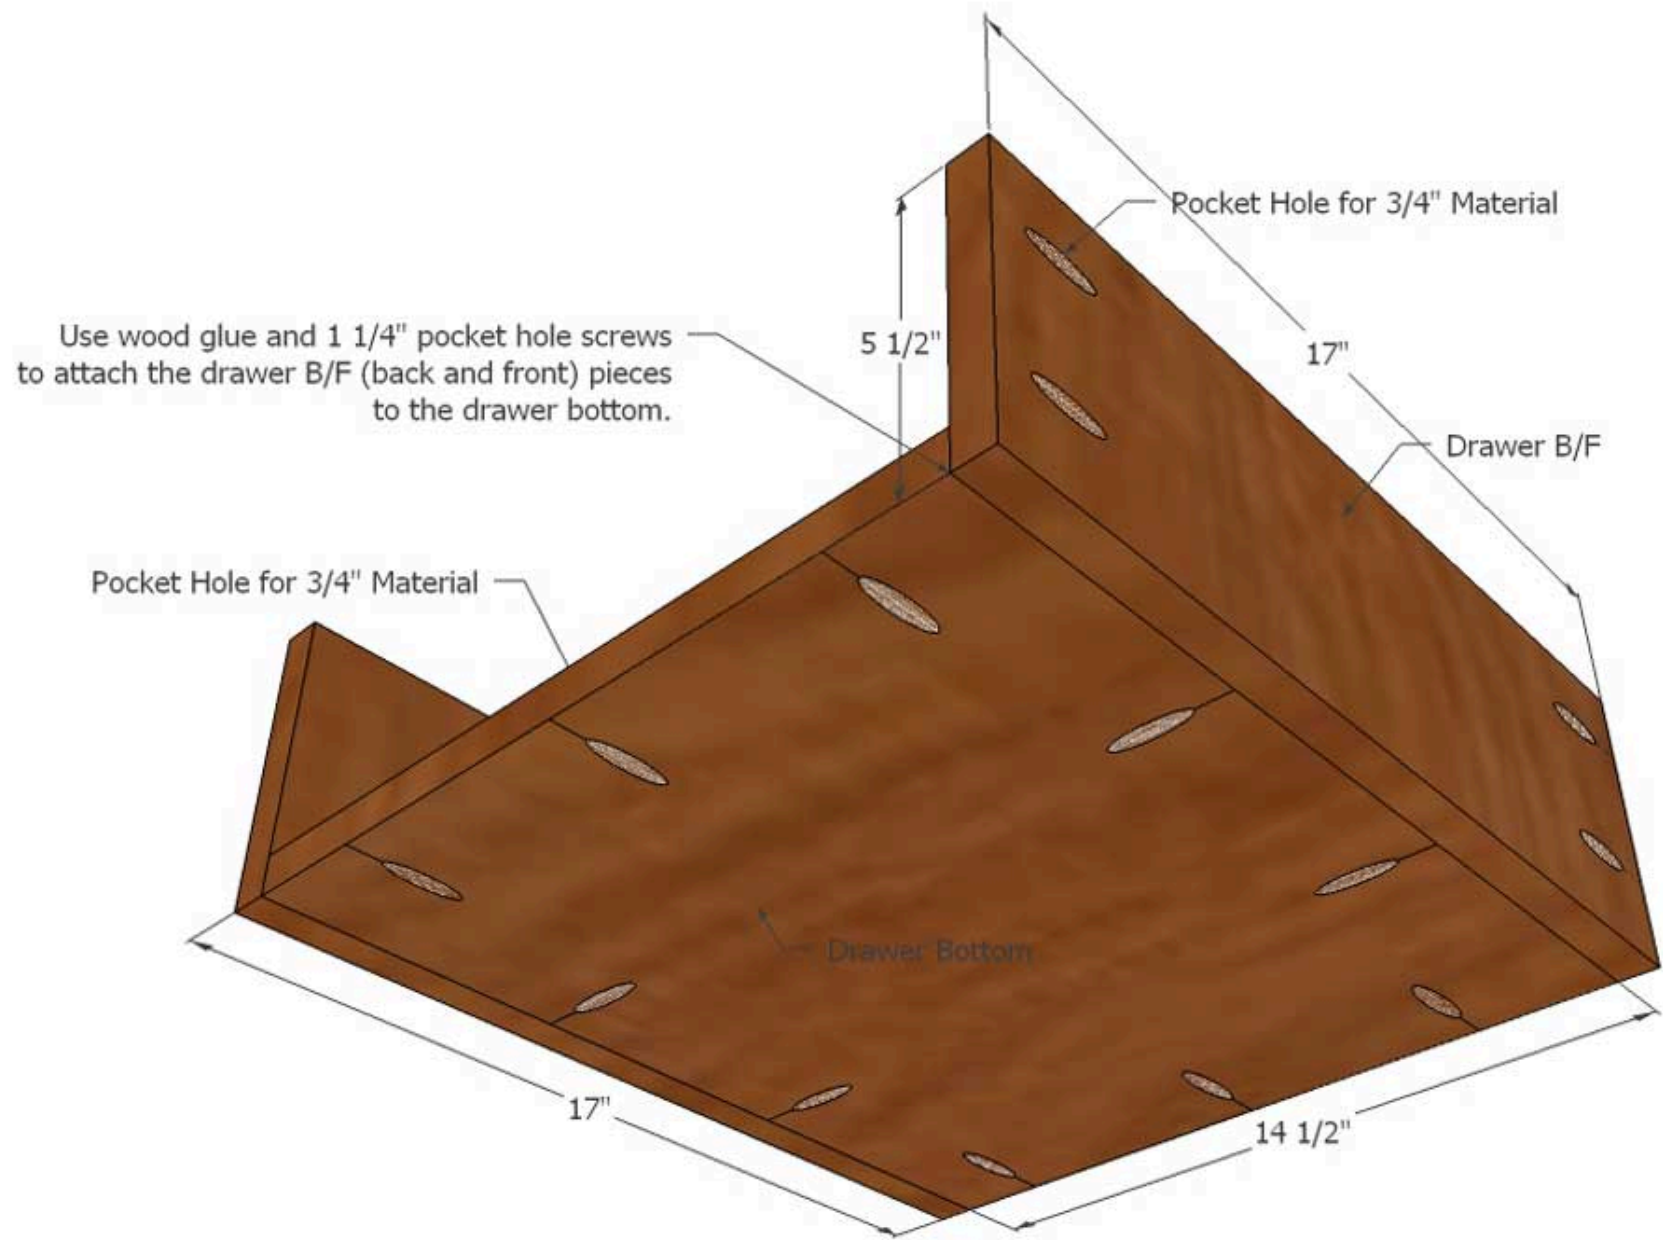 Pocket Hole for 3/4" Material
Use wood glue and 1 1/4" pocket hole screws
to attach the drawer B/F (back and front) pieces
to the drawer bottom.
5 1/2"
17"
Drawer B/F
Pocket Hole for 3/4" Material
Drawer Bottom
17"
14 1/2"